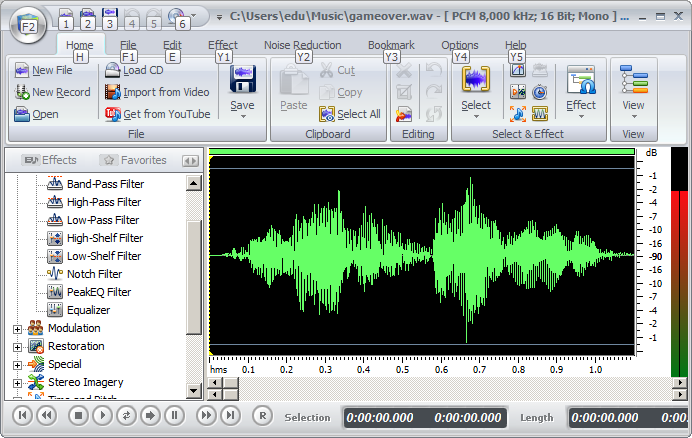 C:\Users\edu\Music\gameover.wav - [ PCM 8,000 kHz; 16 Bit; Mono ]
F2 1 2 3 4 5 6
Home File Edit Effect Noise Reduction Bookmark Options Help
H F1 E Y1 Y2 Y3 Y4 Y5
New File Load CD Cut
New Record Import from Video Save Paste Copy Select Effect View
Open Get from YouTube Select All
File Clipboard Editing Select & Effect View
Effects Favorites
Band-Pass Filter
High-Pass Filter
Low-Pass Filter
High-Shelf Filter
Low-Shelf Filter
Notch Filter
PeakEQ Filter
Equalizer
Modulation
Restoration
Special
Stereo Imagery
Time and Pitch
dB
-1
-2
-4
-7
-10
-16
-90
-16
-10
-7
-4
-2
-1
hms 0.1 0.2 0.3 0.4 0.5 0.6 0.7 0.8 0.9 1.0
R Selection 0:00:00.000 0:00:00.000 Length 0:00:00.000 0:00